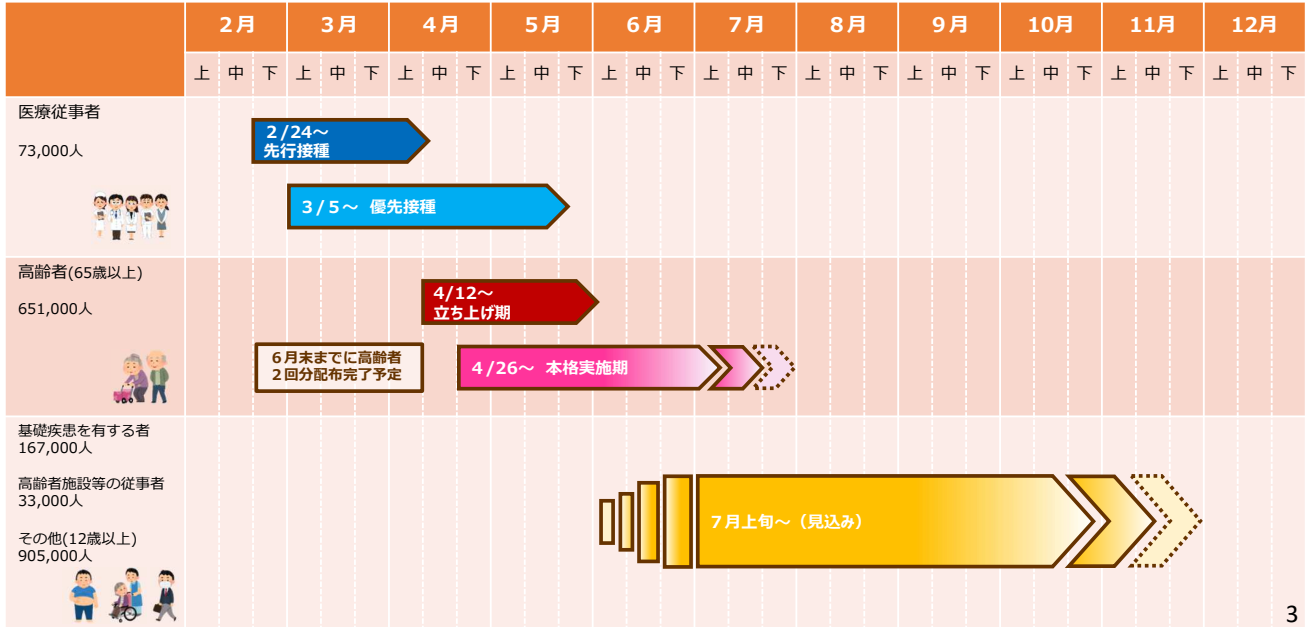 2月 3月 4月 5月 6月 7月 8月 9月 10月 11月 12月
上 中 下 上 中 下 上 中 下 上 中 下 上 中 下 上 中 下 上 中 下 上 中 下 上 中 下 上 中 下 上 中 下
医療従事者
73,000人
2/24～
先行接種
3/5～ 優先接種
高齢者(65歳以上)
651,000人
4/12～
立ち上げ期
6月末までに高齢者
2回分配布完了予定
4/26～ 本格実施期
基礎疾患を有する者
167,000人
高齢者施設等の従事者
33,000人
その他(12歳以上)
905,000人
7月上旬～（見込み）
3